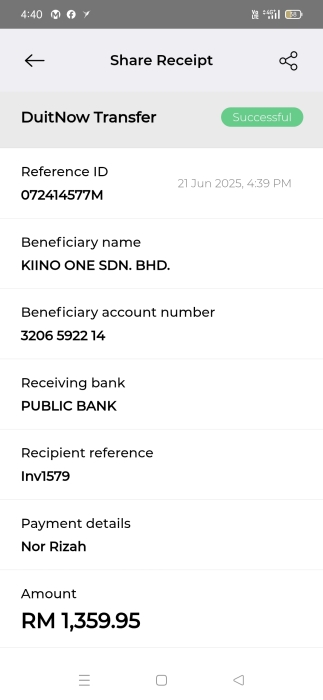 4:40
Share Receipt
DuitNow Transfer
Successful
Reference ID
072414577M
21 Jun 2025, 4:39 PM
Beneficiary name
KIINO ONE SDN. BHD.
Beneficiary account number
3206 5922 14
Receiving bank
PUBLIC BANK
Recipient reference
Inv1579
Payment details
Nor Rizah
Amount
RM 1,359.95